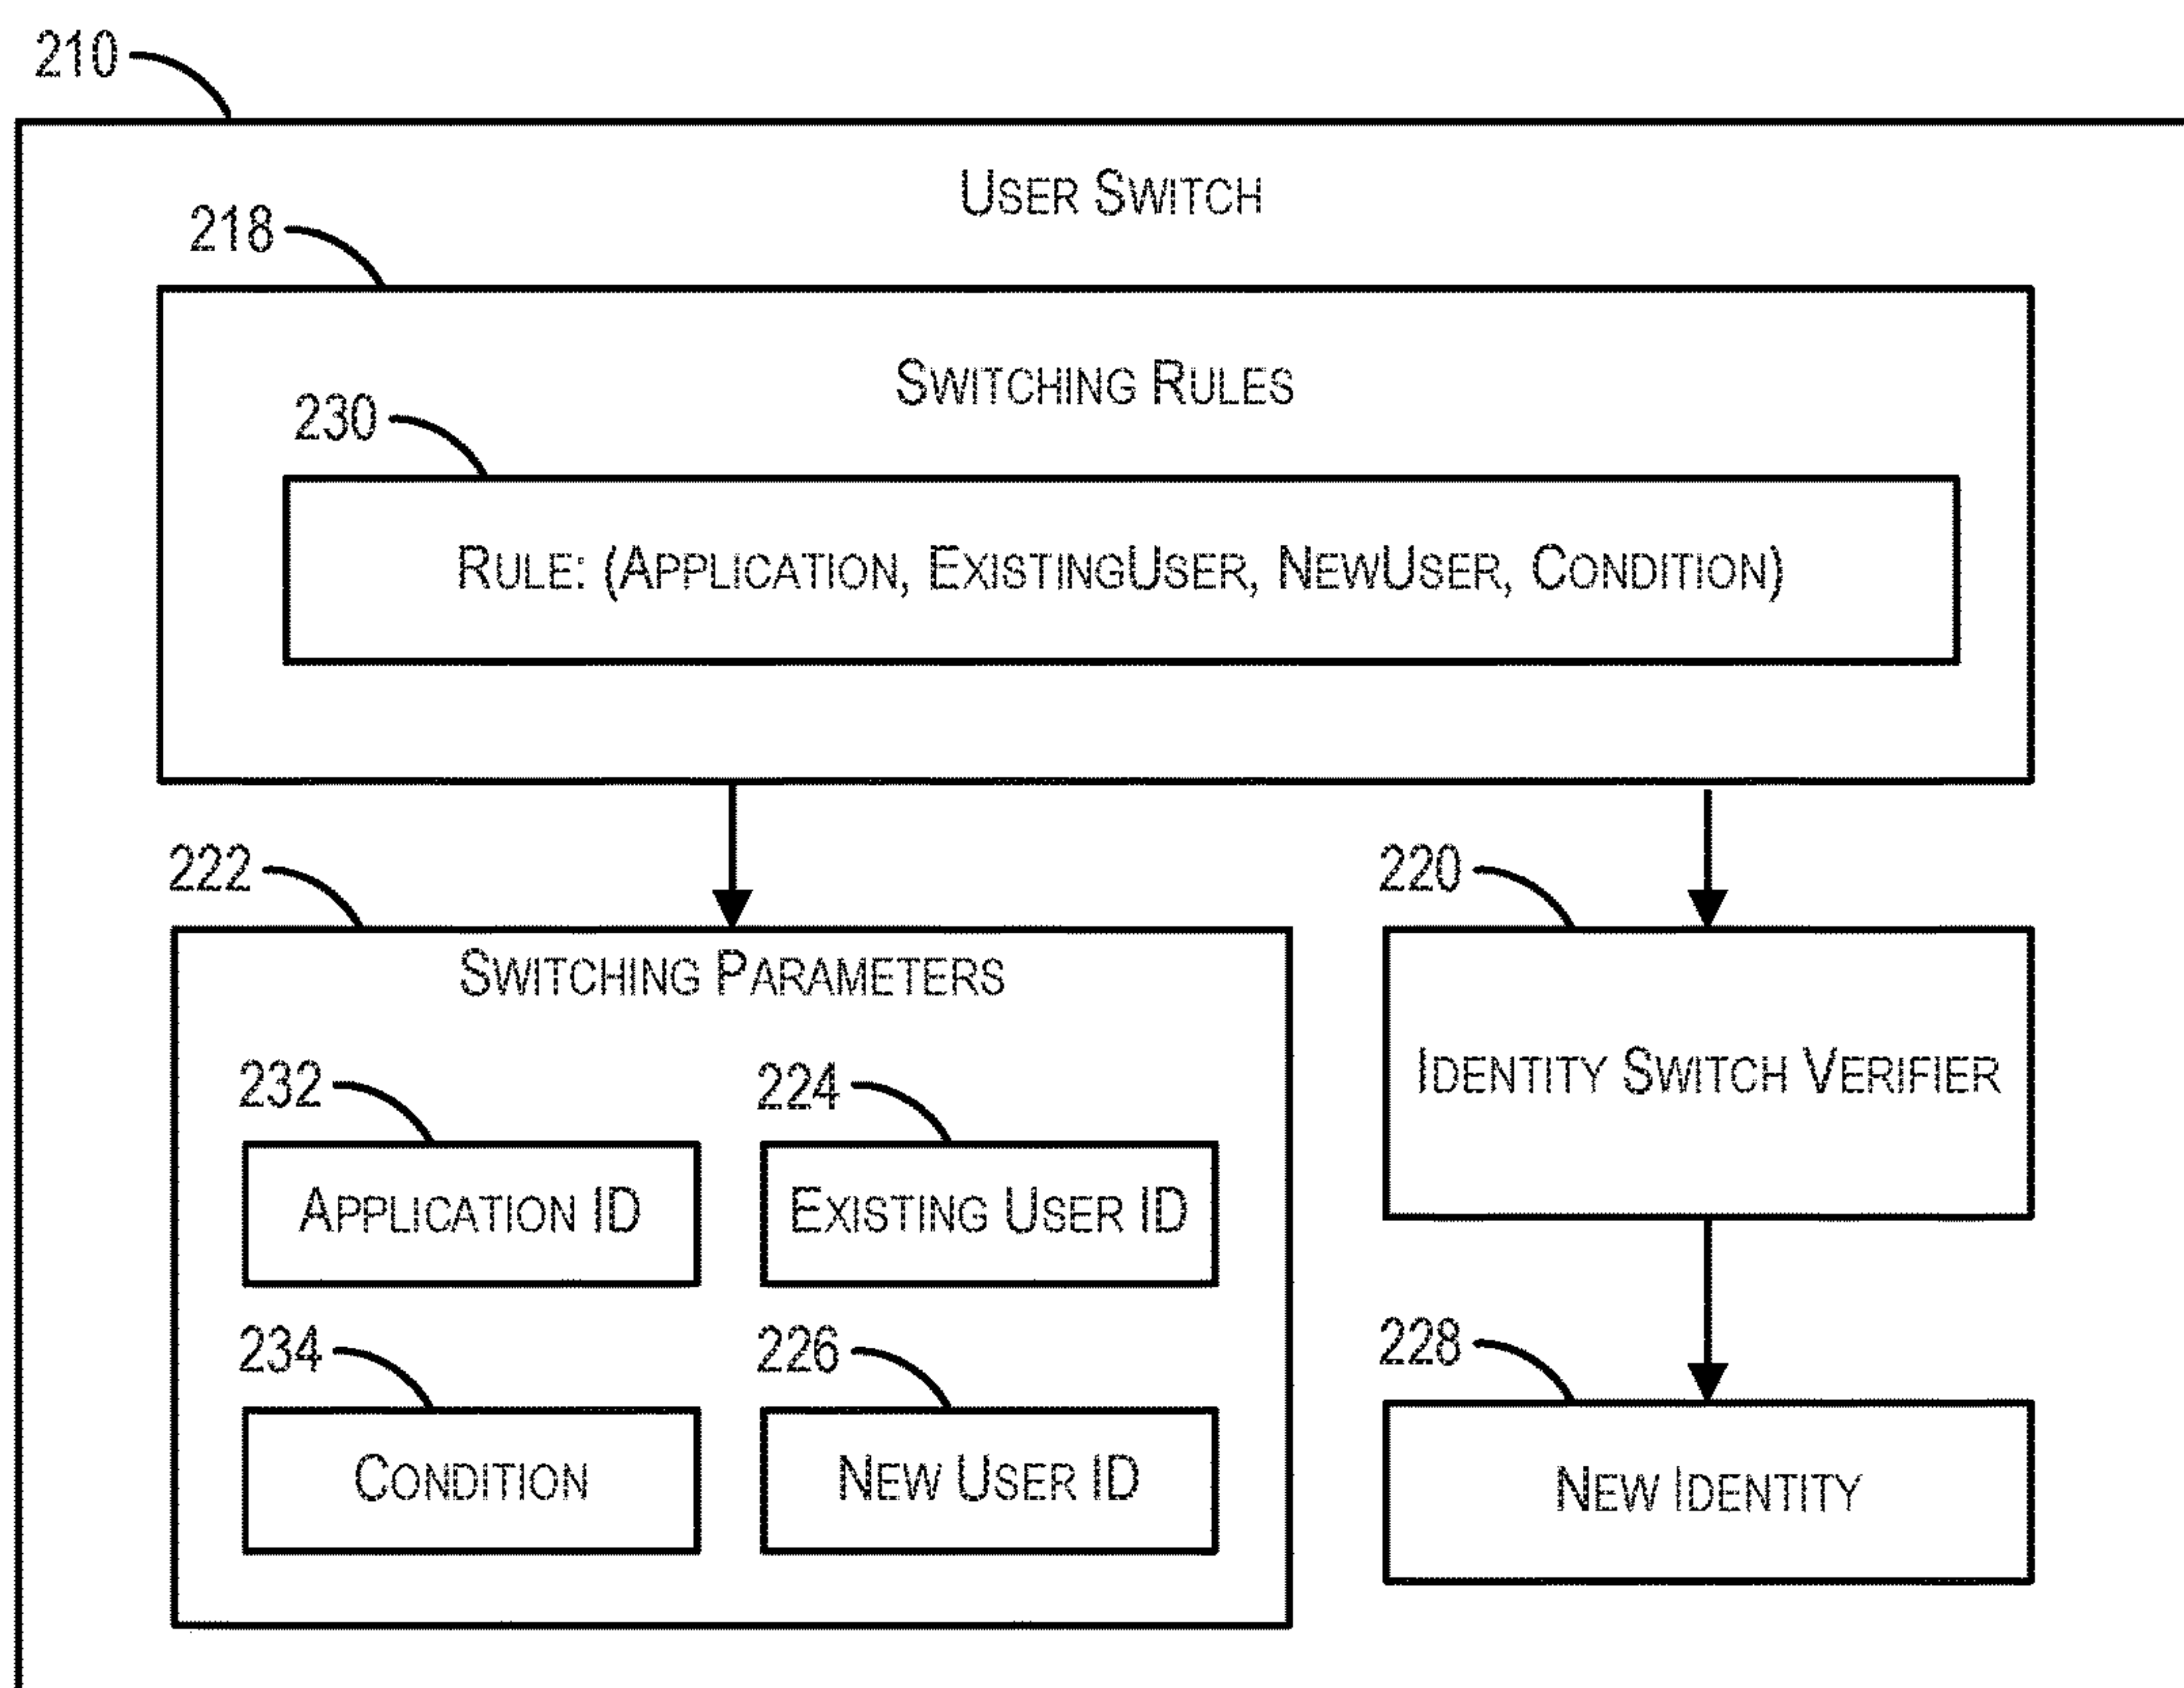 210
USER SWITCH
218
SWITCHING RULES
230
RULE: (APPLICATION, EXISTINGUSER, NEWUSER, CONDITION)
222
220
SWITCHING PARAMETERS
IDENTITY SWITCH VERIFIER
232
224
APPLICATION ID
EXISTING USER ID
234
226
228
CONDITION
NEW USER ID
NEW IDENTITY